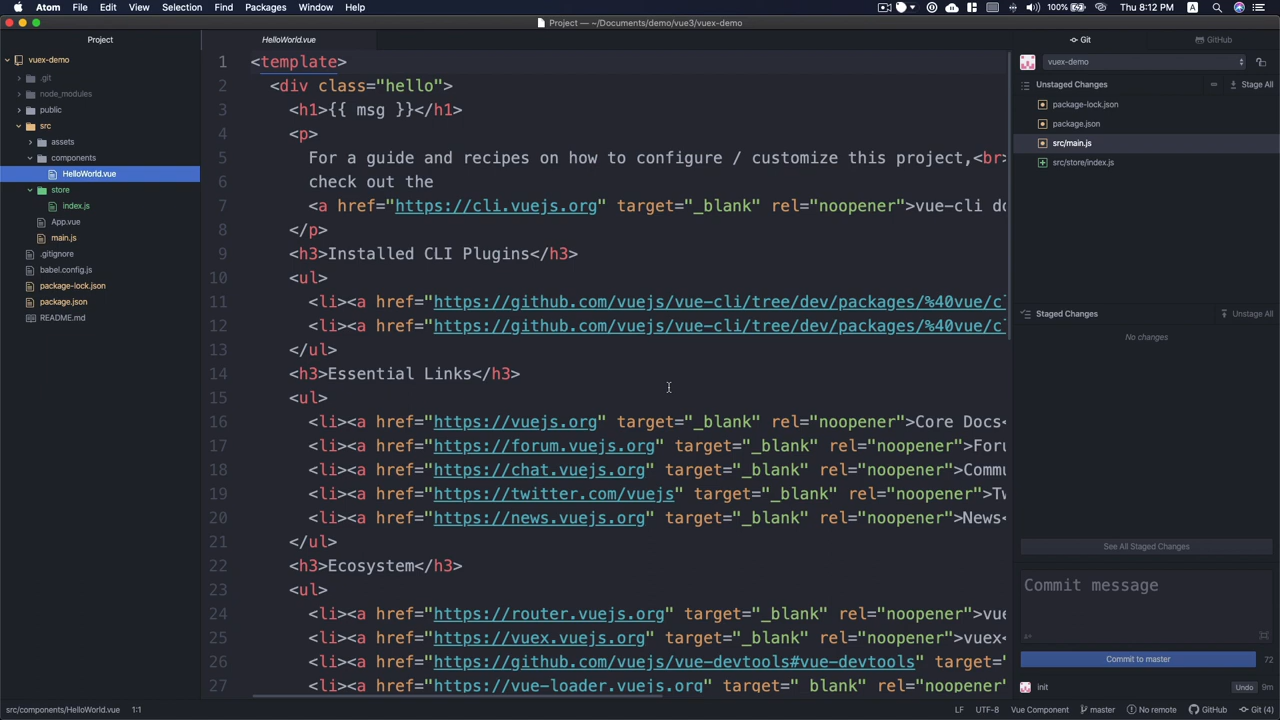 Atom File Edit View Selection Find Packages Window Help 100% Thu 8:12 PM A
Project — ~/Documents/demo/vue3/vuex-demo
Project
vuex-demo
.git
node_modules
public
src
assets
components
HelloWorld.vue
store
index.js
App.vue
main.js
.gitignore
babel.config.js
package-lock.json
package.json
README.md
HelloWorld.vue
1 <template>
2 <div class="hello">
3 <h1>{{ msg }}</h1>
4 <p>
5 For a guide and recipes on how to configure / customize this project,<br>
6 check out the
7 <a href="https://cli.vuejs.org" target="_blank" rel="noopener">vue-cli do
8 </p>
9 <h3>Installed CLI Plugins</h3>
10 <ul>
11 <li><a href="https://github.com/vuejs/vue-cli/tree/dev/packages/%40vue/cl
12 <li><a href="https://github.com/vuejs/vue-cli/tree/dev/packages/%40vue/cl
13 </ul>
14 <h3>Essential Links</h3>
15 <ul>
16 <li><a href="https://vuejs.org" target="_blank" rel="noopener">Core Docs<
17 <li><a href="https://forum.vuejs.org" target="_blank" rel="noopener">Foru
18 <li><a href="https://chat.vuejs.org" target="_blank" rel="noopener">Commu
19 <li><a href="https://twitter.com/vuejs" target="_blank" rel="noopener">Tw
20 <li><a href="https://news.vuejs.org" target="_blank" rel="noopener">News<
21 </ul>
22 <h3>Ecosystem</h3>
23 <ul>
24 <li><a href="https://router.vuejs.org" target="_blank" rel="noopener">vue
25 <li><a href="https://vuex.vuejs.org" target="_blank" rel="noopener">vuex<
26 <li><a href="https://github.com/vuejs/vue-devtools#vue-devtools" target="
27 <li><a href="https://vue-loader.vuejs.org" target="_blank" rel="noopener">
Git GitHub
vuex-demo
Unstaged Changes Stage All
package-lock.json
package.json
src/main.js
src/store/index.js
Staged Changes Unstage All
No changes
See All Staged Changes
Commit message
Commit to master 72
init Undo 9m
src/components/HelloWorld.vue 1:1 LF UTF-8 Vue Component master No remote GitHub Git (4)